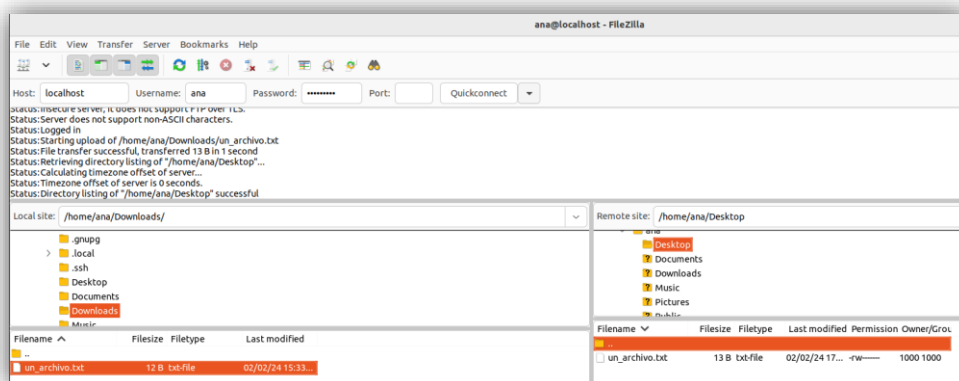 ana@localhost - FileZilla
File Edit View Transfer Server Bookmarks Help
Host: localhost Username: ana Password: ••••••••• Port: Quickconnect
Status:Insecure server, it does not support FTP over TLS.
Status:Server does not support non-ASCII characters.
Status:Logged in
Status:Starting upload of /home/ana/Downloads/un_archivo.txt
Status:File transfer successful, transferred 13 B in 1 second
Status:Retrieving directory listing of "/home/ana/Desktop"...
Status:Calculating timezone offset of server...
Status:Timezone offset of server is 0 seconds.
Status:Directory listing of "/home/ana/Desktop" successful
Local site: /home/ana/Downloads/
.gnupg
.local
.ssh
Desktop
Documents
Downloads
Music
Filename Filesize Filetype Last modified
..
un_archivo.txt 12 B txt-file 02/02/24 15:33...
Remote site: /home/ana/Desktop
ana
Desktop
Documents
Downloads
Music
Pictures
Public
Filename Filesize Filetype Last modified Permission Owner/Grou
..
un_archivo.txt 13 B txt-file 02/02/24 17... -rw------- 1000 1000